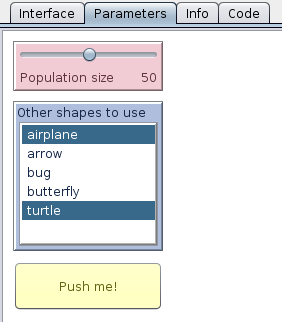 Interface Parameters Info Code
Population size 50
Other shapes to use
airplane
arrow
bug
butterfly
turtle
Push me!